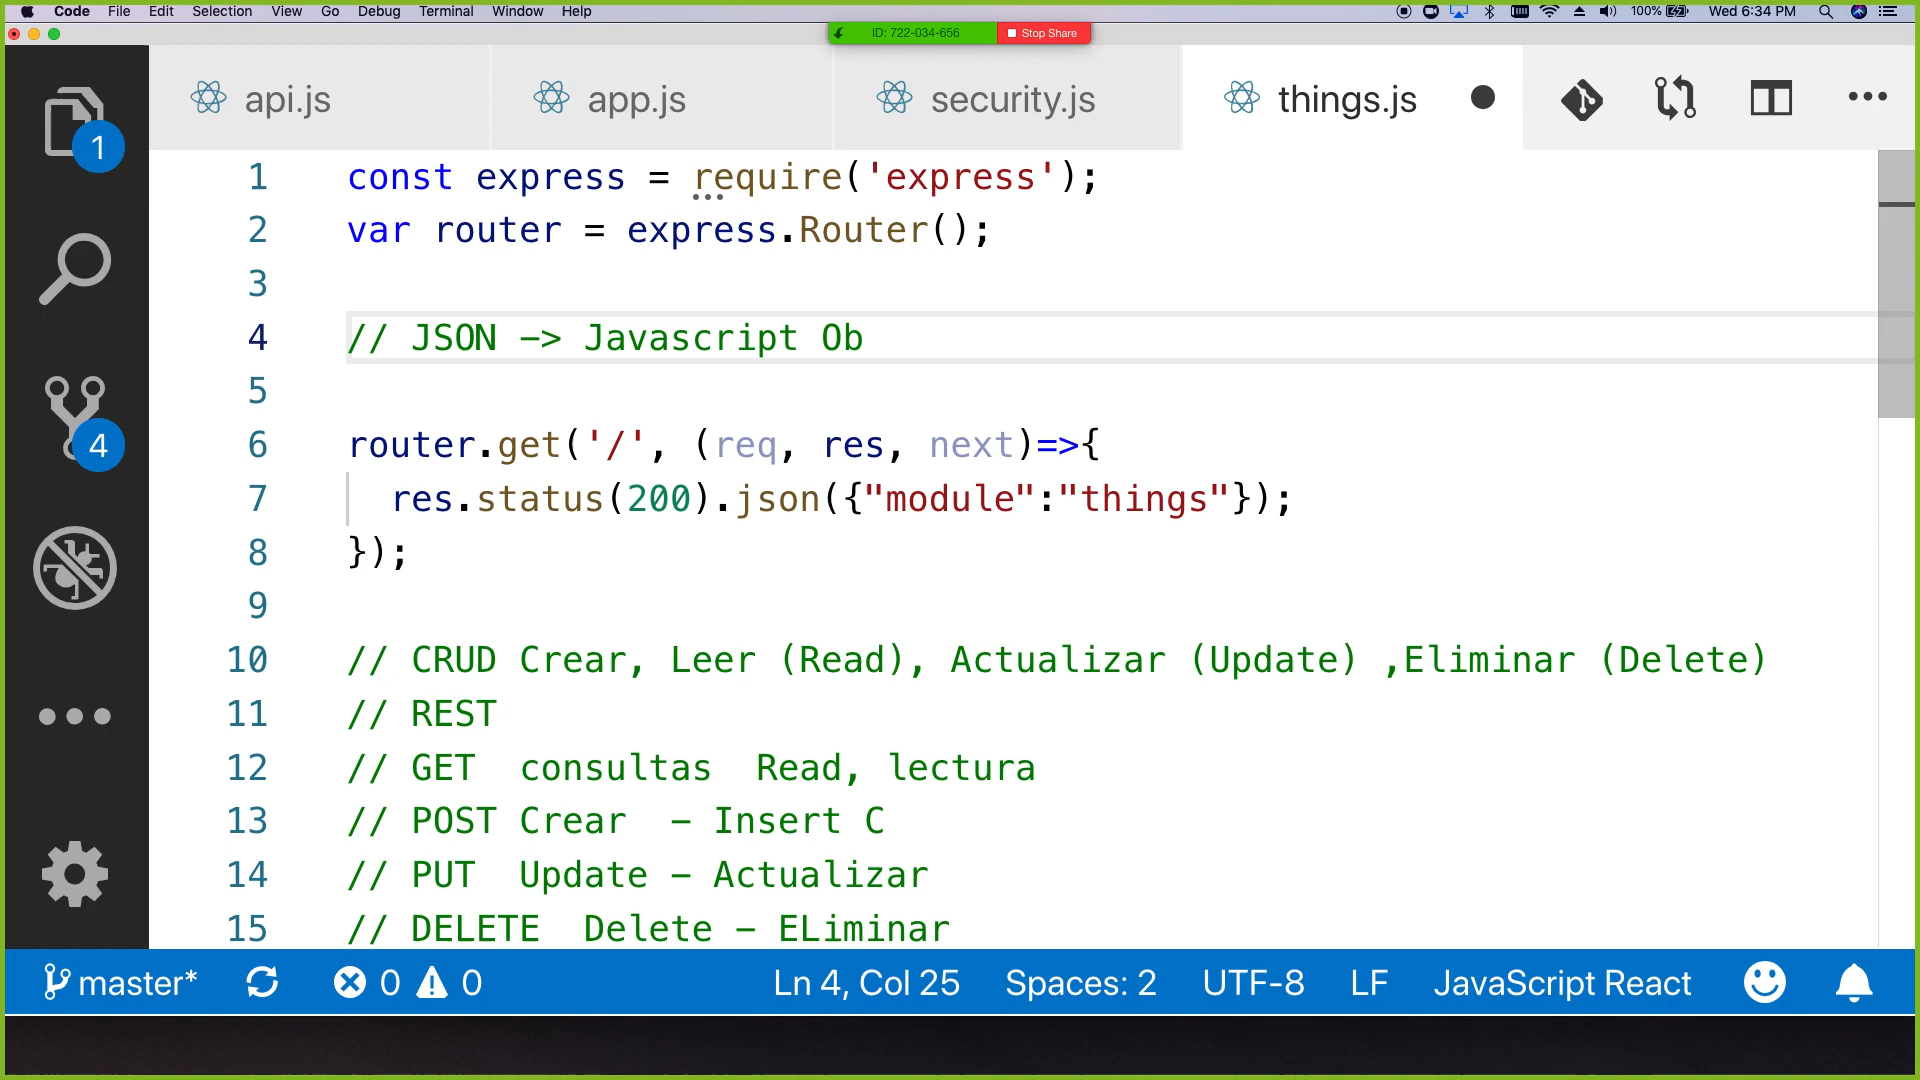 Code File Edit Selection View Go Debug Terminal Window Help 100% Wed 6:34 PM
ID: 722-034-656 Stop Share
api.js app.js security.js things.js
1 const express = require('express');
2 var router = express.Router();
3
4 // JSON -> Javascript Ob
5
6 router.get('/', (req, res, next)=>{
7 res.status(200).json({"module":"things"});
8 });
9
10 // CRUD Crear, Leer (Read), Actualizar (Update) ,Eliminar (Delete)
11 // REST
12 // GET  consultas  Read, lectura
13 // POST Crear  - Insert C
14 // PUT  Update - Actualizar
15 // DELETE  Delete - ELiminar
1
4
master* 0 0 Ln 4, Col 25 Spaces: 2 UTF-8 LF JavaScript React